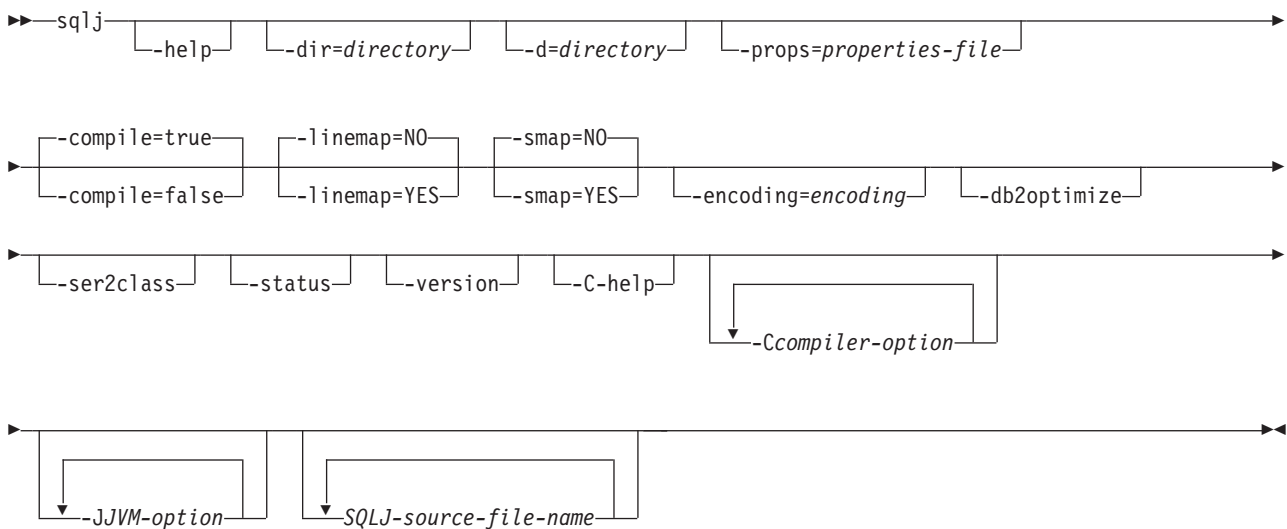 sqlj
-help
-dir=directory
-d=directory
-props=properties-file
-compile=true
-compile=false
-linemap=NO
-linemap=YES
-smap=NO
-smap=YES
-encoding=encoding
-db2optimize
-ser2class
-status
-version
-C-help
-Ccompiler-option
-JJVM-option
SQLJ-source-file-name